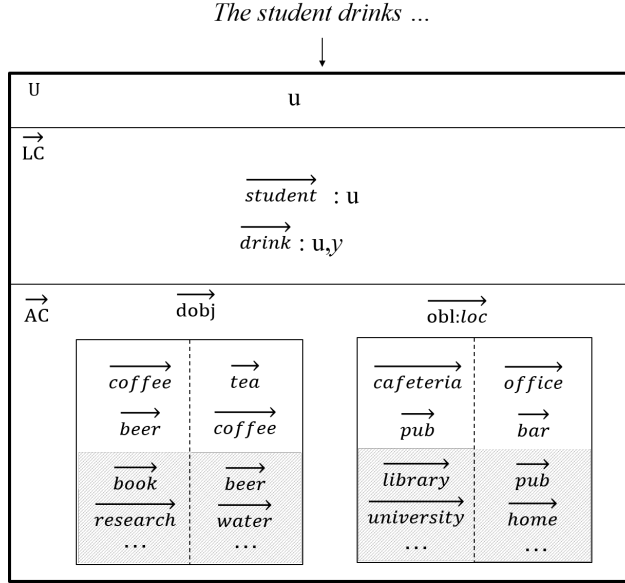 The student drinks ...
U u
LC
student : u
drink : u,y
AC dobj obl:loc
coffee tea cafeteria office
beer coffee pub bar
book beer library pub
research water university home
... ... ... ...